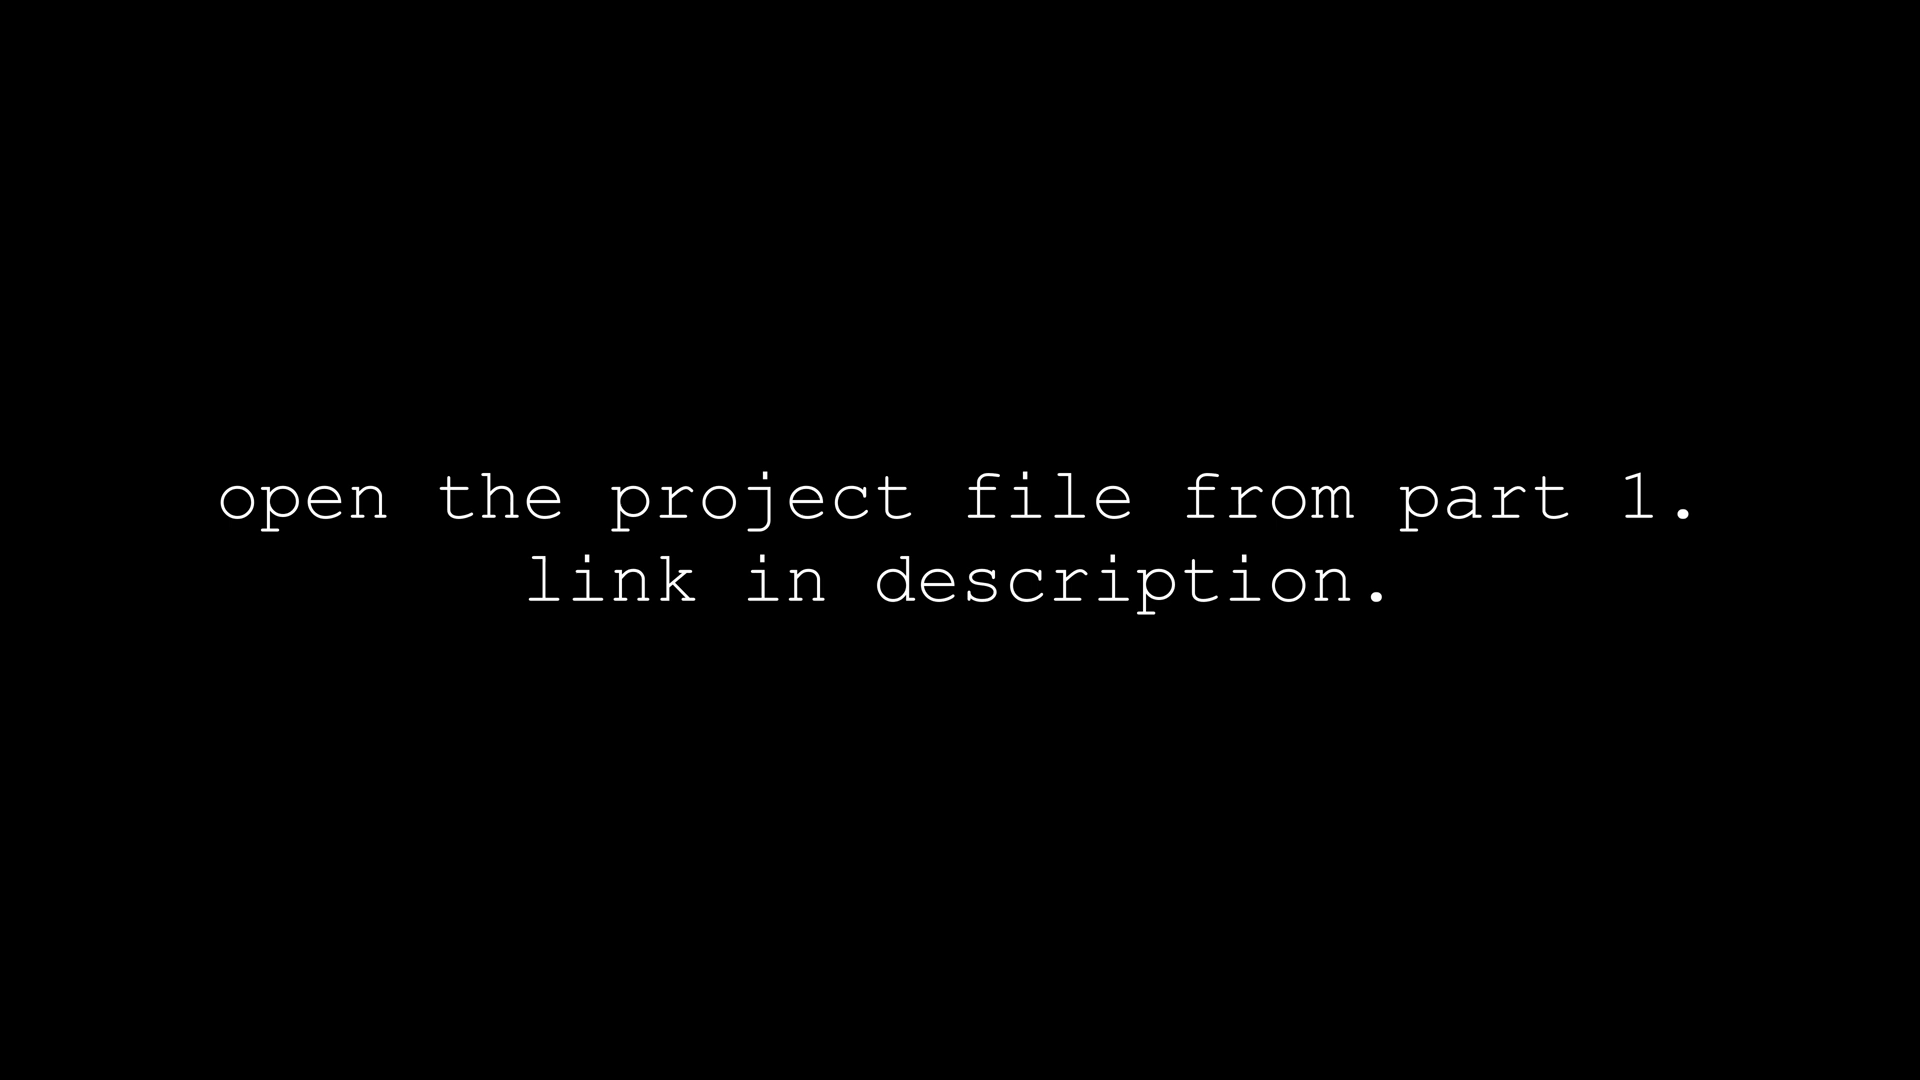 open the project file from part 1.
link in description.